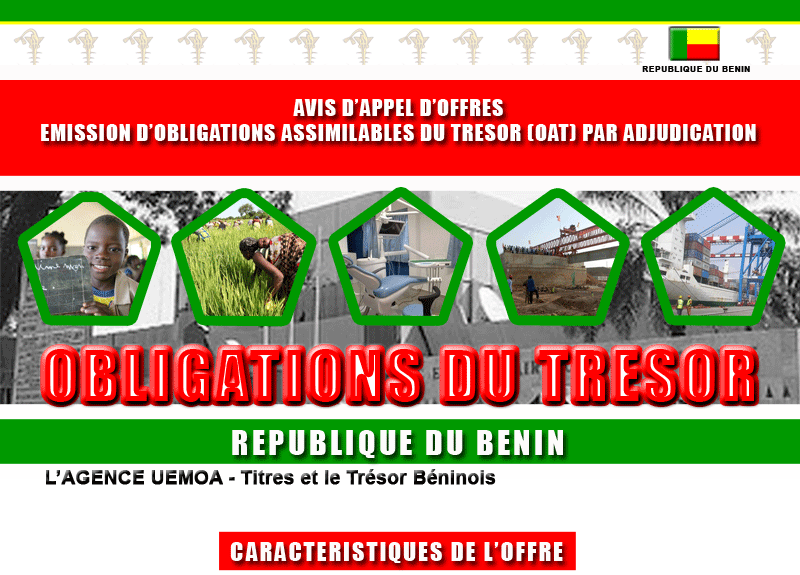 REPUBLIQUE DU BENIN
AVIS D'APPEL D'OFFRES
EMISSION D'OBLIGATIONS ASSIMILABLES DU TRESOR (OAT) PAR ADJUDICATION
OBLIGATIONS DU TRESOR
REPUBLIQUE DU BENIN
L'AGENCE UEMOA - Titres et le Trésor Béninois
CARACTERISTIQUES DE L'OFFRE